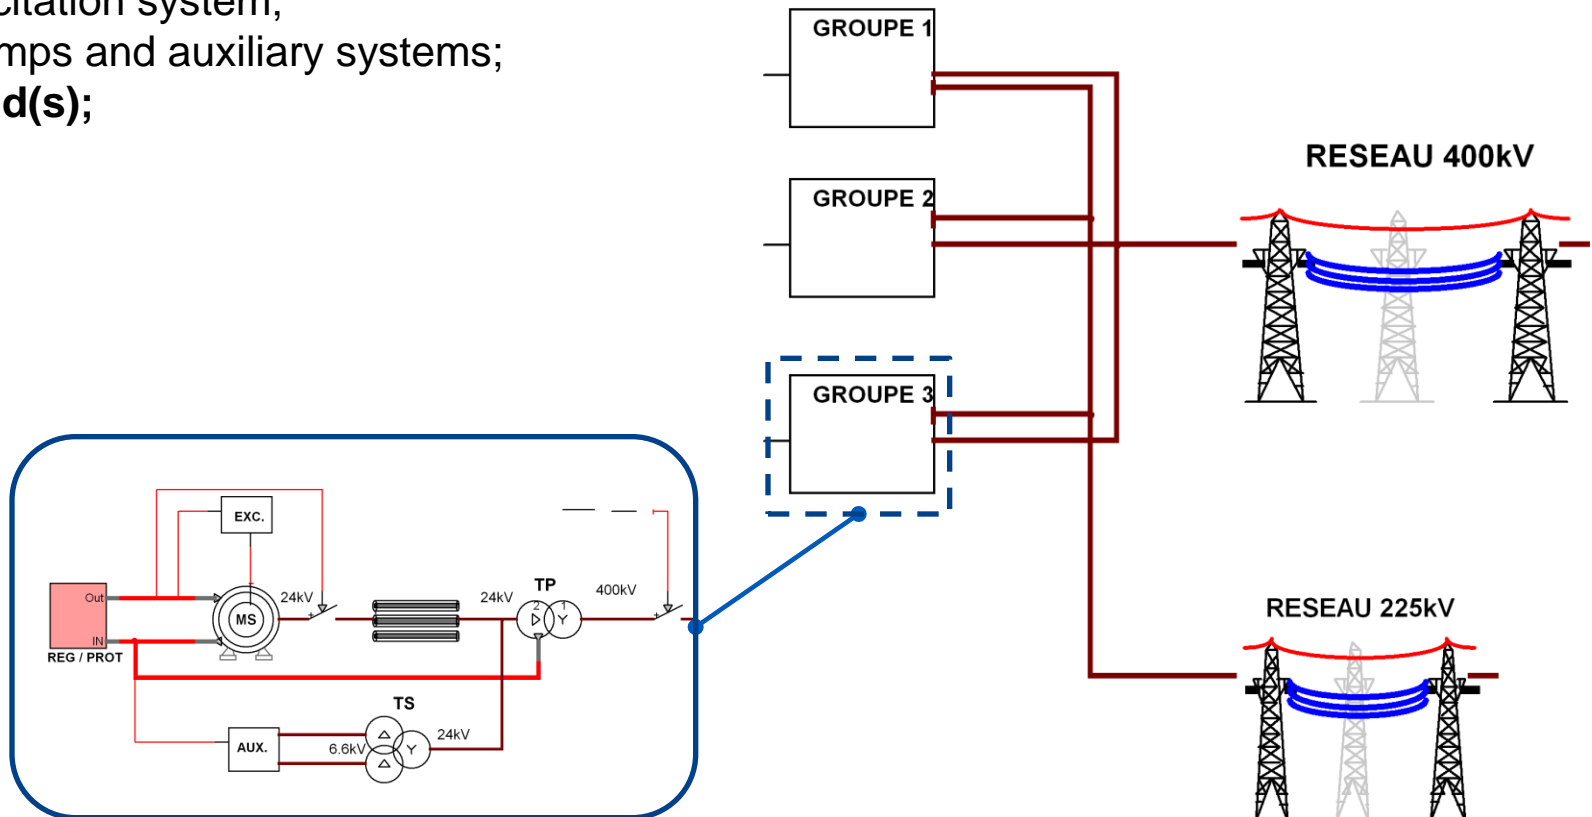 citation system;
mps and auxiliary systems;
d(s);
GROUPE 1
GROUPE 2
GROUPE 3
RESEAU 400kV
RESEAU 225kV
EXC.
Out
IN
REG / PROT
MS
24kV
24kV
TP
2
1
Y
400kV
TS
AUX.
6.6kV
Y
24kV